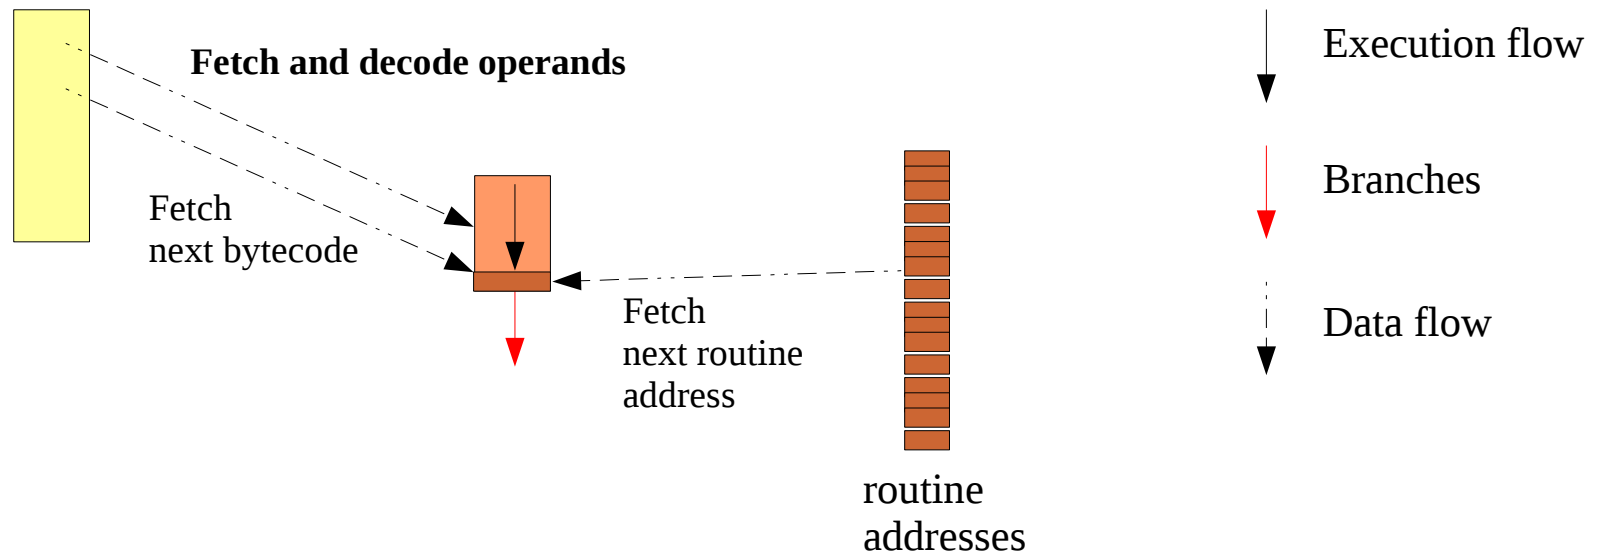 Fetch and decode operands
Fetch
next bytecode
Fetch
next routine
address
routine
addresses
Execution flow
Branches
Data flow